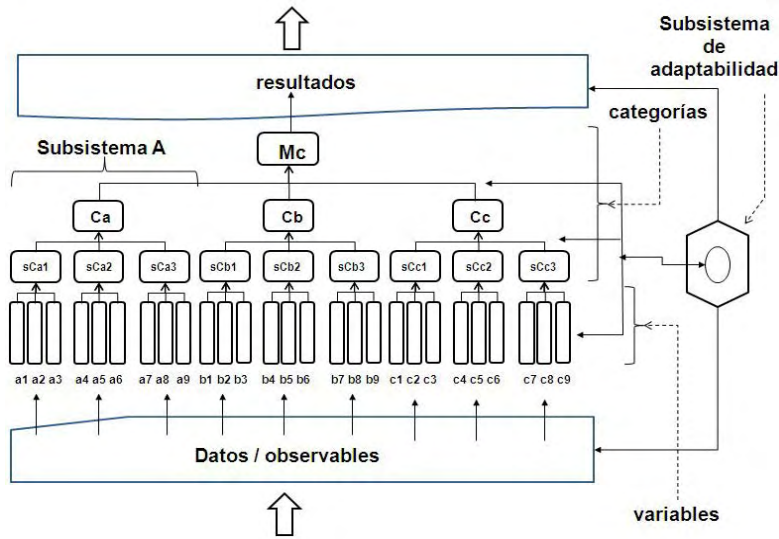 Subsistema
de
adaptabilidad
resultados
categorías
Subsistema A
Mc
Ca
Cb
Cc
sCa1
sCa2
sCa3
sCb1
sCb2
sCb3
sCc1
sCc2
sCc3
a1 a2 a3
a4 a5 a6
a7 a8 a9
b1 b2 b3
b4 b5 b6
b7 b8 b9
c1 c2 c3
c4 c5 c6
c7 c8 c9
Datos / observables
variables